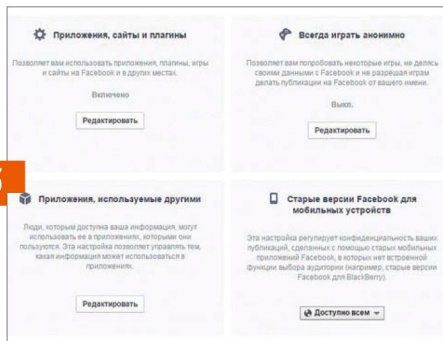 Приложения, сайты и плагины
Позволяет вам использовать приложения, плагины, игры
и сайты на Facebook и в других местах.
Включено
Редактировать
Всегда играть анонимно
Позволяет вам попробовать некоторые игры, не делясь
своими данными с Facebook и не разрешая играм
делать публикации на Facebook от вашего имени.
Выкл.
Редактировать
Приложения, используемые другими
Люди, которым доступна ваша информация, могут
использовать ее в приложениях, которыми они
пользуются. Эта настройка позволяет управлять тем,
какая информация может использоваться в
приложениях.
Редактировать
Старые версии Facebook для
мобильных устройств
Эта настройка регулирует конфиденциальность ваших
публикаций, сделанных с помощью старых мобильных
приложений Facebook, в которых нет встроенной
функции выбора аудитории (например, старые версии
Facebook для BlackBerry).
Доступно всем